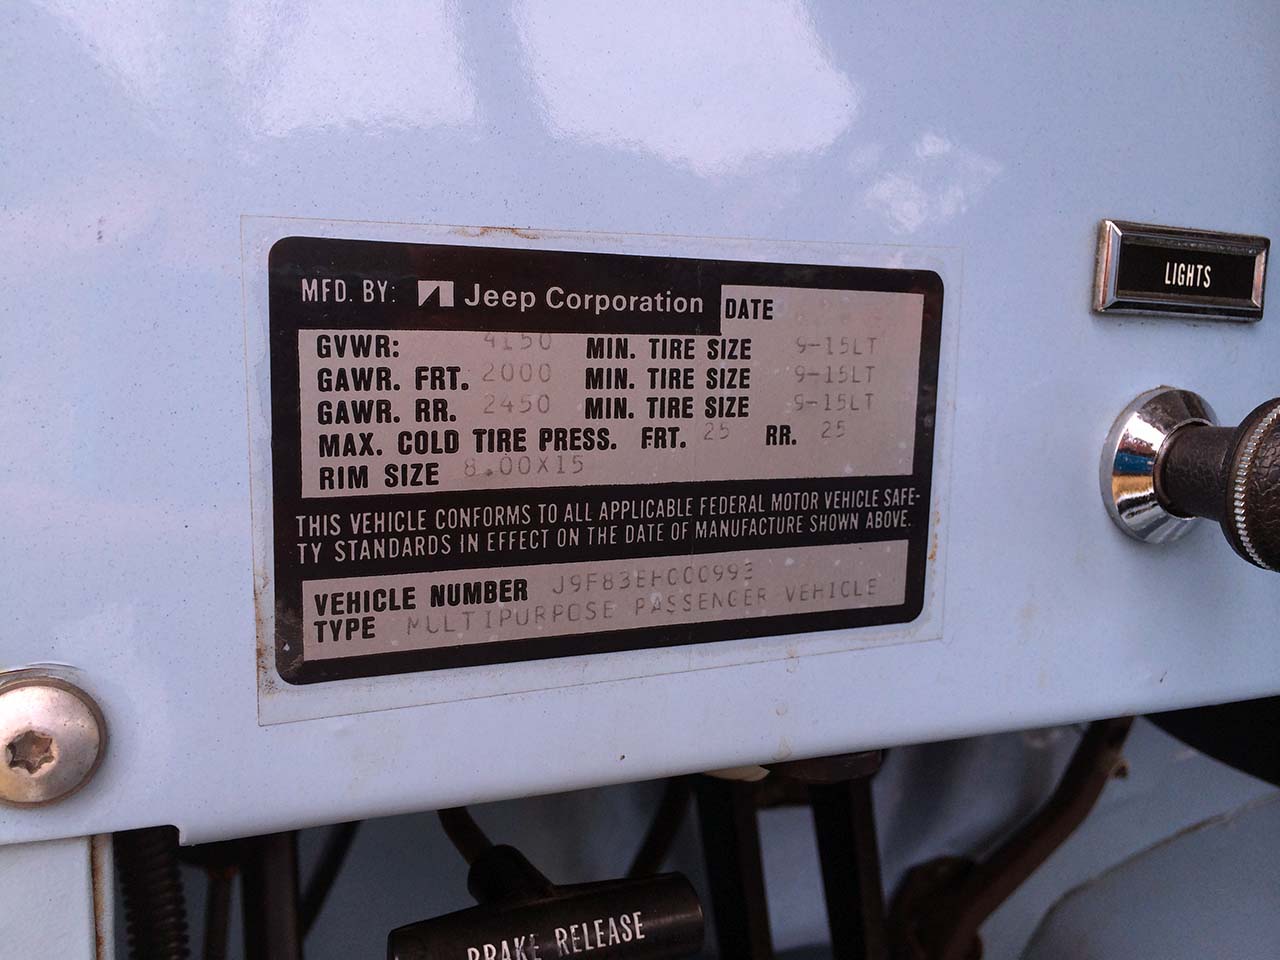 MFD. BY: Jeep Corporation DATE
GVWR: 4150 MIN. TIRE SIZE 9-15LT
GAWR. FRT. 2000 MIN. TIRE SIZE 9-15LT
GAWR. RR. 2450 MIN. TIRE SIZE 9-15LT
MAX. COLD TIRE PRESS. FRT. 25 RR. 25
RIM SIZE 8.00X15
THIS VEHICLE CONFORMS TO ALL APPLICABLE FEDERAL MOTOR VEHICLE SAFE-
TY STANDARDS IN EFFECT ON THE DATE OF MANUFACTURE SHOWN ABOVE.
VEHICLE NUMBER
TYPE MULTIPURPOSE PASSENGER VEHICLE
LIGHTS
BRAKE RELEASE